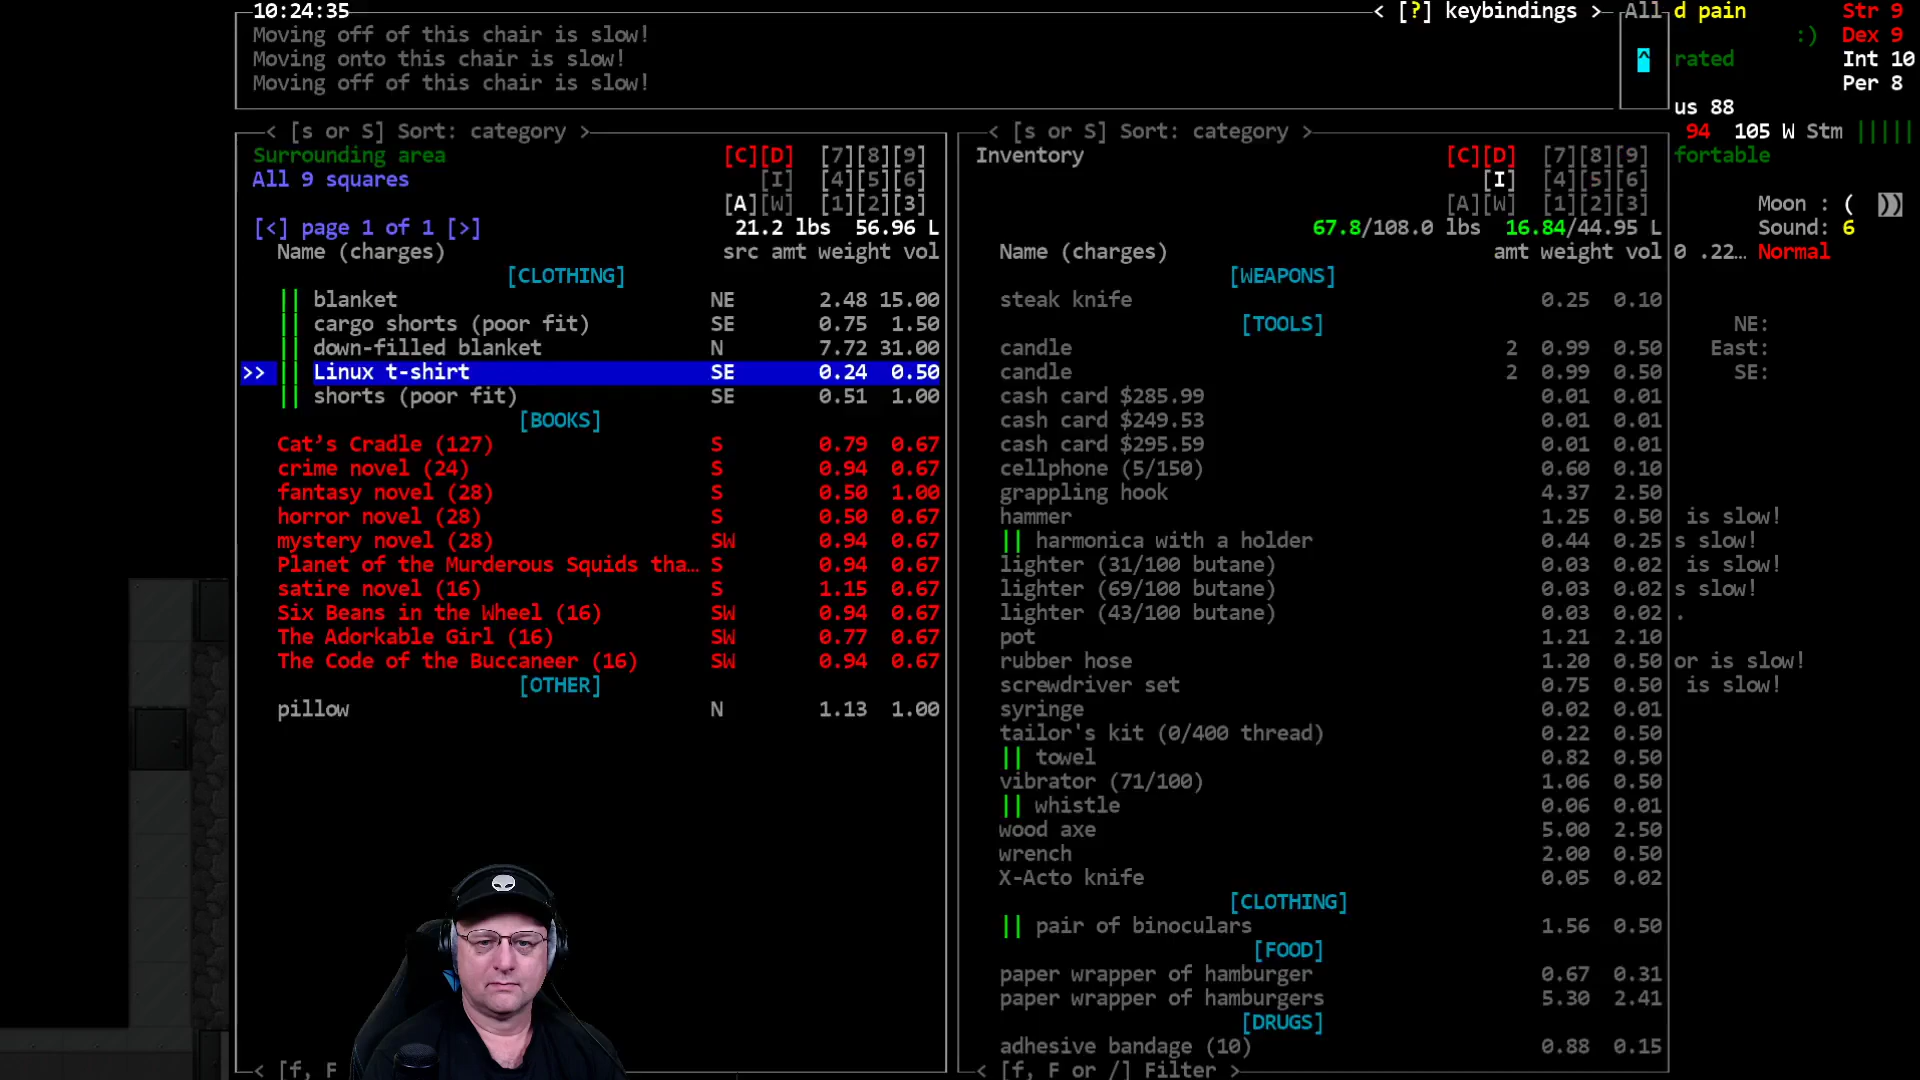 10:24:35
< [?] keybindings >
All
d pain
Str 9
Moving off of this chair is slow!
:)
Dex 9
Moving onto this chair is slow!
^
rated
Int 10
Moving off of this chair is slow!
Per 8
us 88
94 105 W Stm |||||
fortable
Moon : ( ))
Sound: 6
0 .22… Normal
NE:
East:
SE:
is slow!
s slow!
is slow!
s slow!
.
or is slow!
is slow!
< [s or S] Sort: category >
Surrounding area [C][D] [7][8][9]
All 9 squares [I] [4][5][6]
[A][W] [1][2][3]
[<] page 1 of 1 [>] 21.2 lbs 56.96 L
Name (charges) src amt weight vol
[CLOTHING]
|| blanket NE 2.48 15.00
|| cargo shorts (poor fit) SE 0.75 1.50
|| down-filled blanket N 7.72 31.00
>> || Linux t-shirt SE 0.24 0.50
|| shorts (poor fit) SE 0.51 1.00
[BOOKS]
Cat’s Cradle (127) S 0.79 0.67
crime novel (24) S 0.94 0.67
fantasy novel (28) S 0.50 1.00
horror novel (28) S 0.50 0.67
mystery novel (28) SW 0.94 0.67
Planet of the Murderous Squids tha… S 0.94 0.67
satire novel (16) S 1.15 0.67
Six Beans in the Wheel (16) SW 0.94 0.67
The Adorkable Girl (16) SW 0.77 0.67
The Code of the Buccaneer (16) SW 0.94 0.67
[OTHER]
pillow N 1.13 1.00
< [f, F
< [s or S] Sort: category >
Inventory [C][D] [7][8][9]
[I] [4][5][6]
[A][W] [1][2][3]
67.8/108.0 lbs 16.84/44.95 L
Name (charges) amt weight vol
[WEAPONS]
steak knife 0.25 0.10
[TOOLS]
candle 2 0.99 0.50
candle 2 0.99 0.50
cash card $285.99 0.01 0.01
cash card $249.53 0.01 0.01
cash card $295.59 0.01 0.01
cellphone (5/150) 0.60 0.10
grappling hook 4.37 2.50
hammer 1.25 0.50
|| harmonica with a holder 0.44 0.25
lighter (31/100 butane) 0.03 0.02
lighter (69/100 butane) 0.03 0.02
lighter (43/100 butane) 0.03 0.02
pot 1.21 2.10
rubber hose 1.20 0.50
screwdriver set 0.75 0.50
syringe 0.02 0.01
tailor's kit (0/400 thread) 0.22 0.50
|| towel 0.82 0.50
vibrator (71/100) 1.06 0.50
|| whistle 0.06 0.01
wood axe 5.00 2.50
wrench 2.00 0.50
X-Acto knife 0.05 0.02
[CLOTHING]
|| pair of binoculars 1.56 0.50
[FOOD]
paper wrapper of hamburger 0.67 0.31
paper wrapper of hamburgers 5.30 2.41
[DRUGS]
adhesive bandage (10) 0.88 0.15
< [f, F or /] Filter >